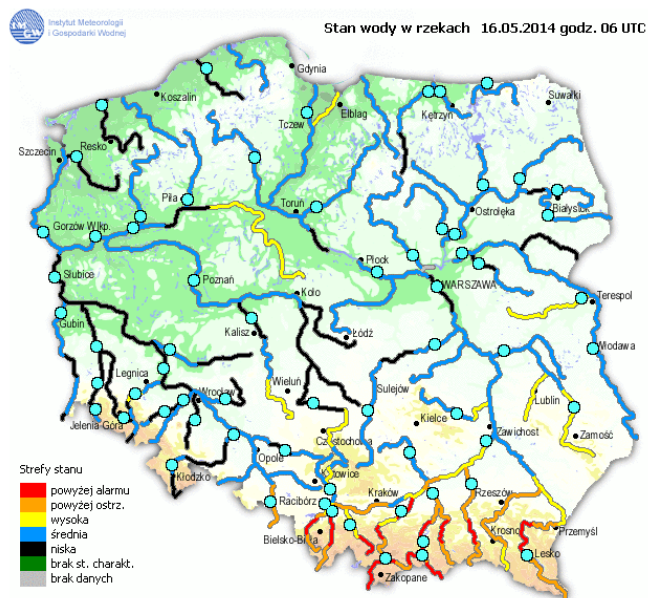 Instytut Meteorologii
i Gospodarki Wodnej
Stan wody w rzekach 16.05.2014 godz. 06 UTC
Gdynia
Koszalin
Suwałki
Elbląg
Kętrzyn
Tczew
Resko
Szczecin
Piła
Toruń
Ostrołęka
Białystok
Gorzów Wlkp.
Płock
Słubice
Poznań
Koło
WARSZAWA
Terespol
Gubin
Kalisz
Łódź
Włodawa
Legnica
Wieluń
Sulejów
Lublin
Wrocław
Jelenia Góra
Kielce
Zawichost
Zamość
Częstochowa
Opole
Kłodzko
Katowice
Strefy stanu
powyżej alarmu
powyżej ostrz.
wysoka
średnia
niska
brak st. charakt.
brak danych
Racibórz
Kraków
Rzeszów
Bielsko-Biała
Krosno
Przemyśl
Lesko
Zakopane